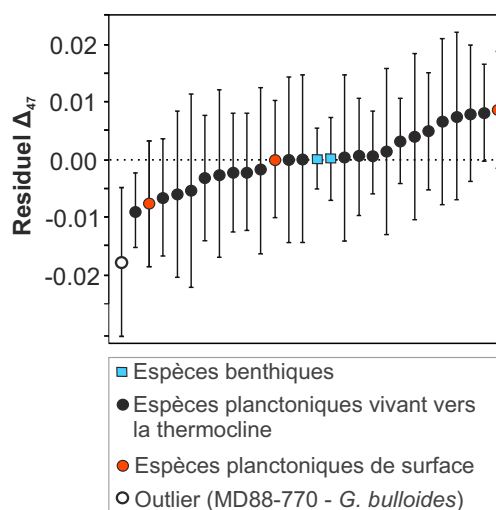 Residuel Δ47
0.02
0.01
0.00
-0.01
-0.02
Espèces benthiques
Espèces planctoniques vivant vers
la thermocline
Espèces planctoniques de surface
Outlier (MD88-770 - G. bulloides)